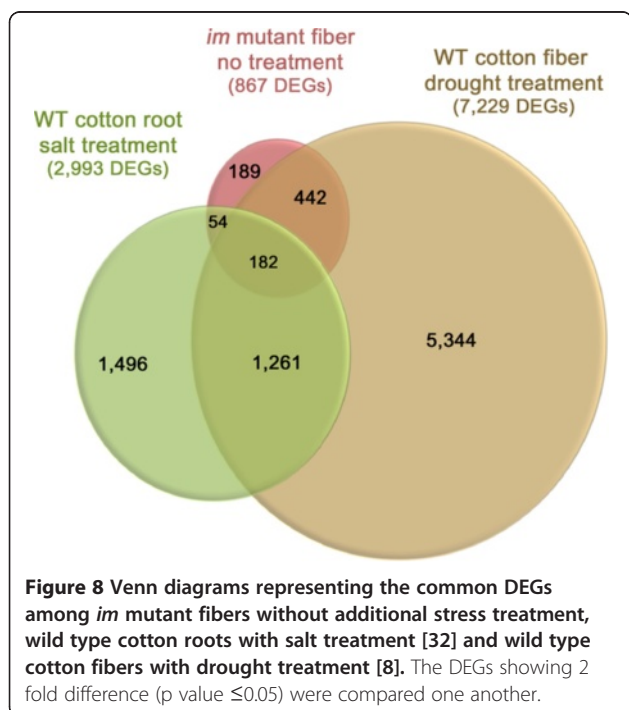 im mutant fiber
no treatment
(867 DEGs)
WT cotton fiber
drought treatment
(7,229 DEGs)
WT cotton root
salt treatment
(2,993 DEGs)
189
442
54
182
1,496
1,261
5,344
Figure 8 Venn diagrams representing the common DEGs
among im mutant fibers without additional stress treatment,
wild type cotton roots with salt treatment [32] and wild type
cotton fibers with drought treatment [8]. The DEGs showing 2
fold difference (p value ≤0.05) were compared one another.